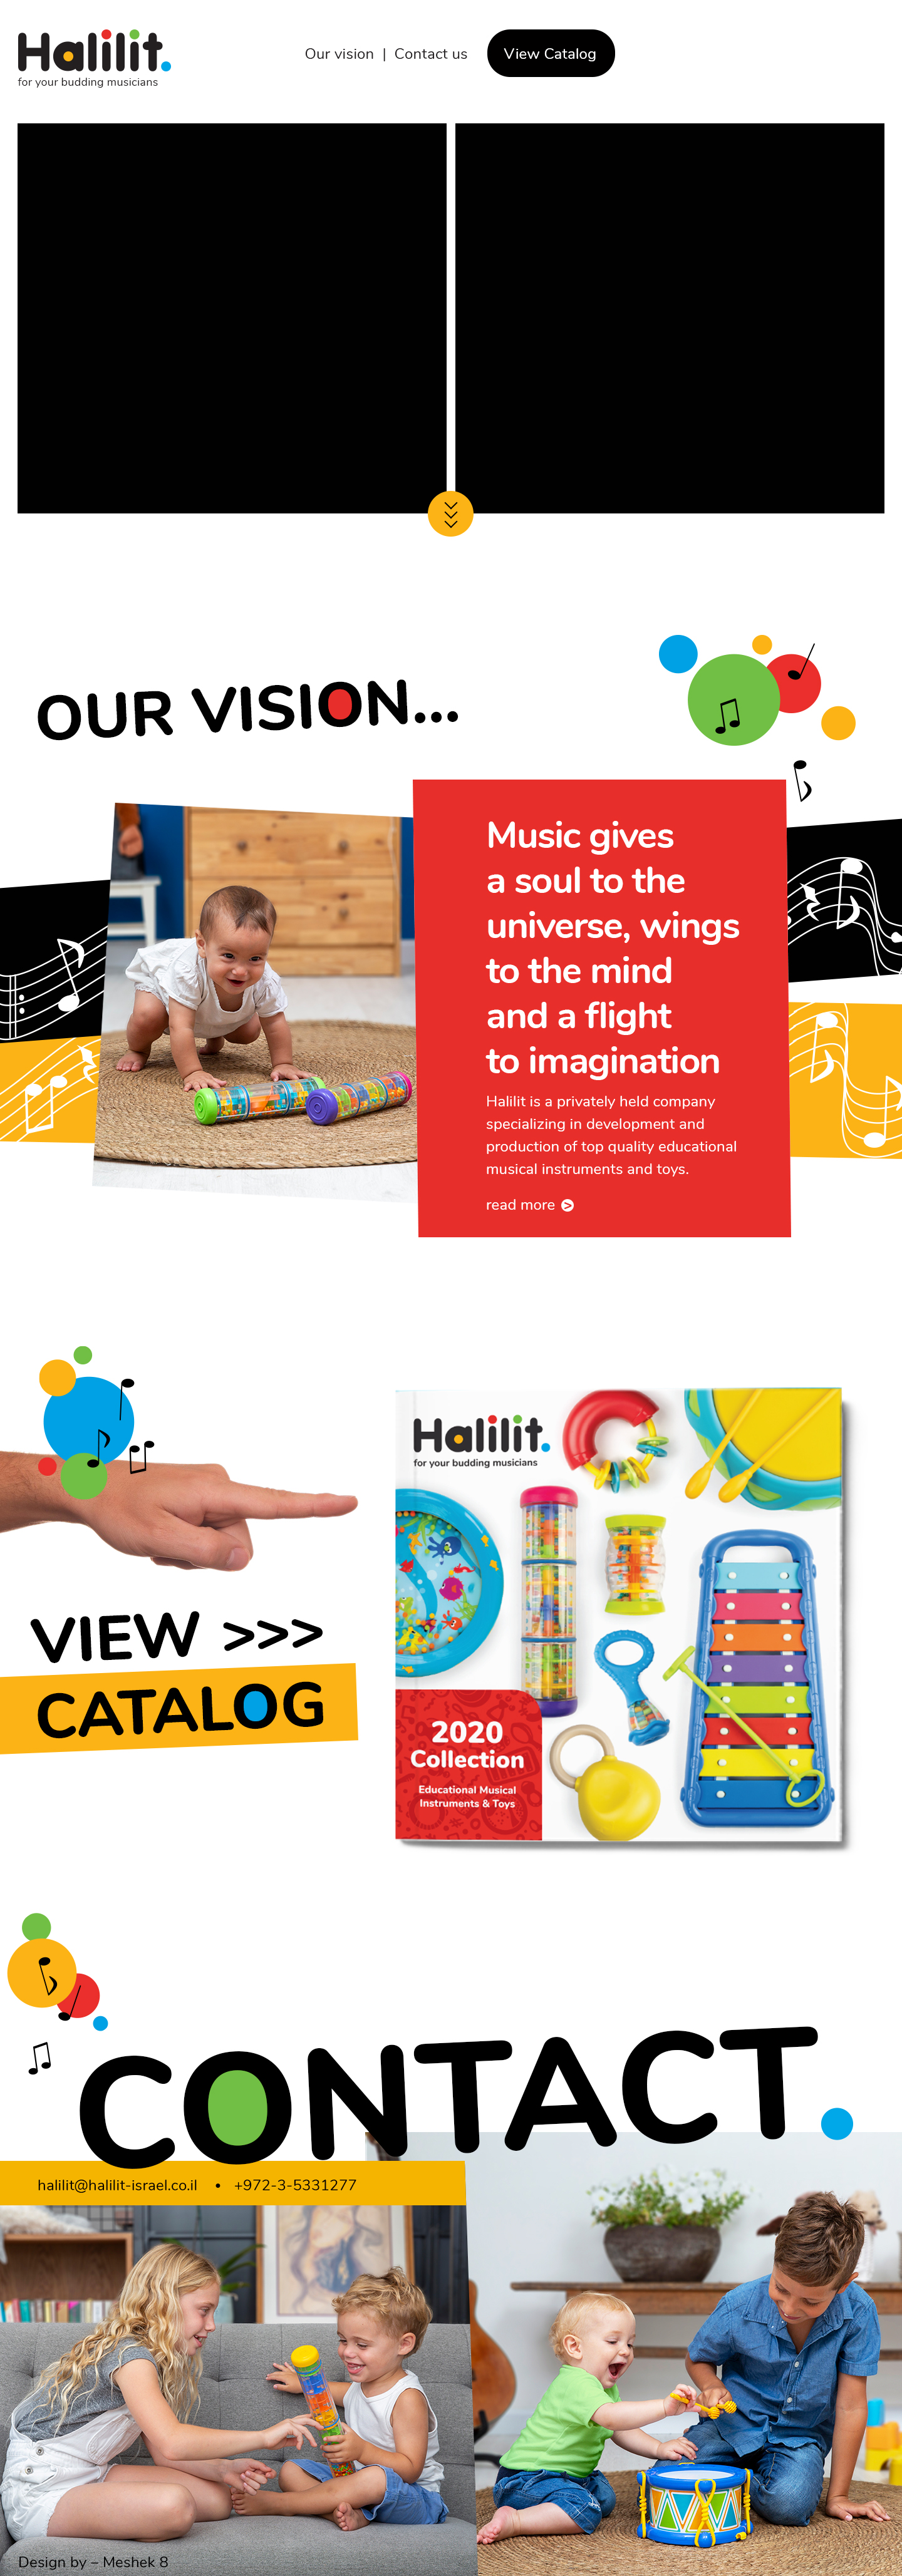 Halilit.
for your budding musicians
Our vision | Contact us
View Catalog
OUR VISION...
Music gives
a soul to the
universe, wings
to the mind
and a flight
to imagination
Halilit is a privately held company
specializing in development and
production of top quality educational
musical instruments and toys.
read more >
Halilit.
for your budding musicians
VIEW >>>
CATALOG
2020
Collection
Educational Musical
Instruments & Toys
CONTACT.
halilit@halilit-israel.co.il • +972-3-5331277
Design by – Meshek 8